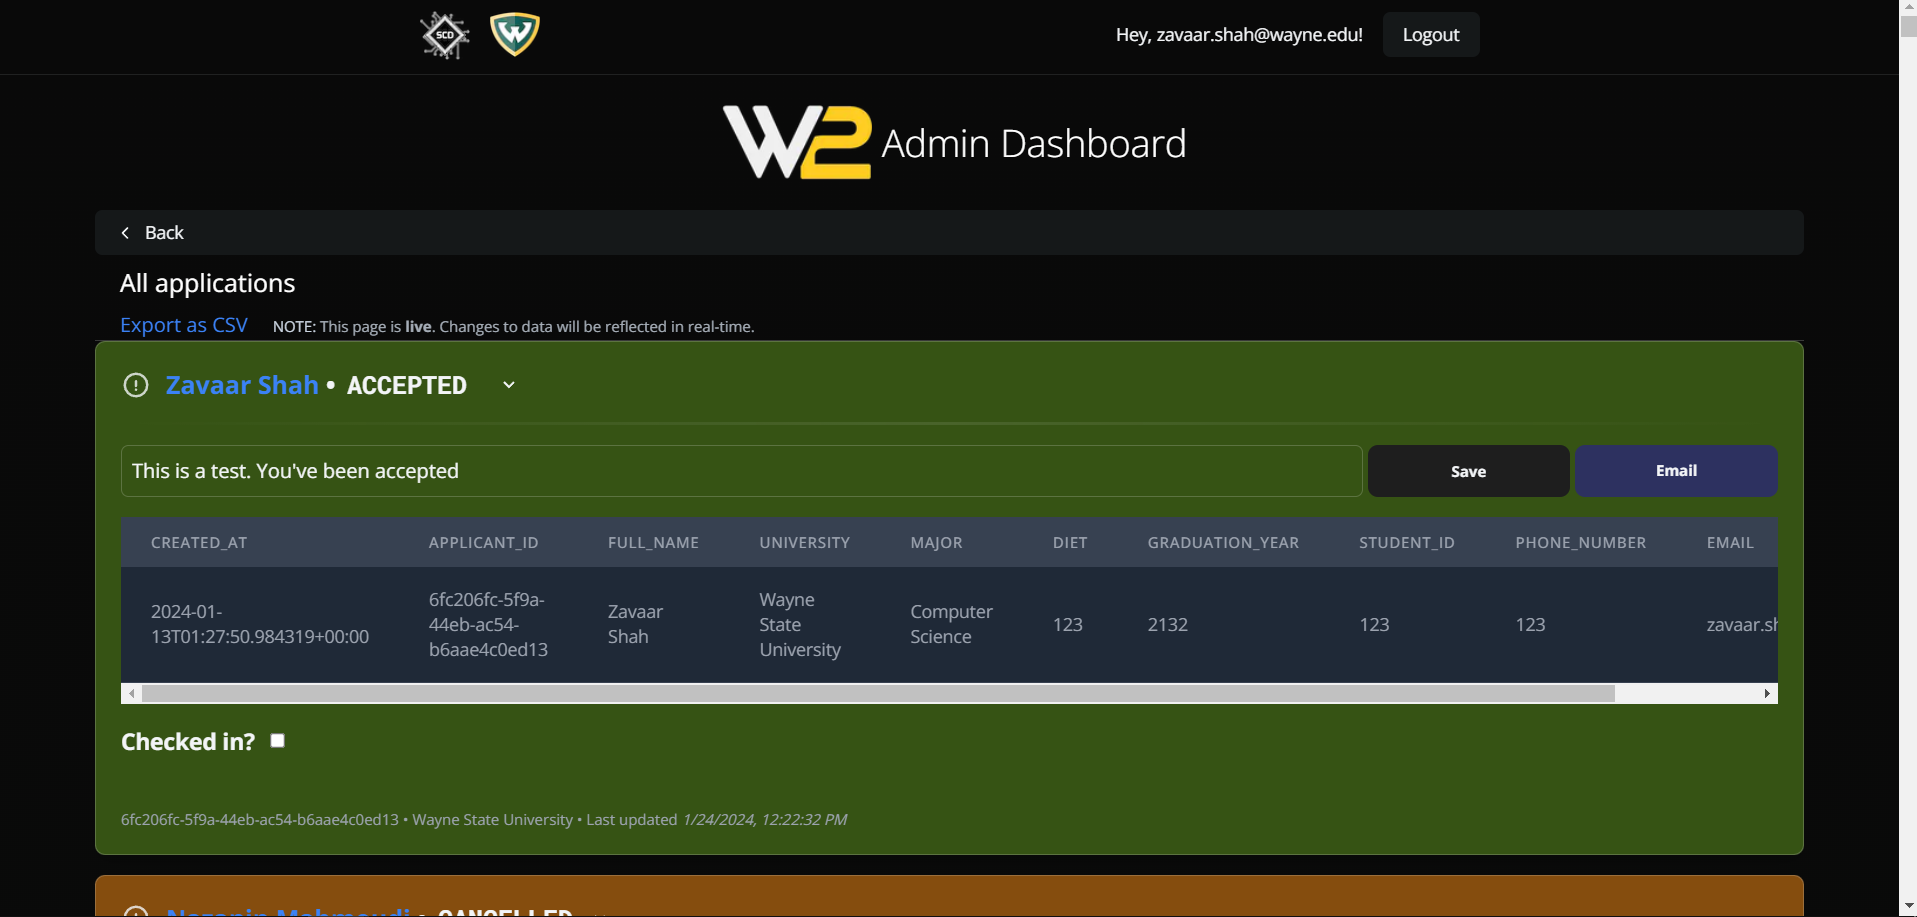 SCD
W
Hey, zavaar.shah@wayne.edu!
Logout
W2 Admin Dashboard
Back
All applications
Export as CSV NOTE: This page is live. Changes to data will be reflected in real-time.
Zavaar Shah • ACCEPTED
This is a test. You've been accepted
Save
Email
CREATED_AT APPLICANT_ID FULL_NAME UNIVERSITY MAJOR DIET GRADUATION_YEAR STUDENT_ID PHONE_NUMBER EMAIL
2024-01-
13T01:27:50.984319+00:00
6fc206fc-5f9a-
44eb-ac54-
b6aae4c0ed13
Zavaar
Shah
Wayne
State
University
Computer
Science
123
2132
123
123
zavaar.sh
Checked in?
6fc206fc-5f9a-44eb-ac54-b6aae4c0ed13 • Wayne State University • Last updated 1/24/2024, 12:22:32 PM
Nazanin Mahmoudi • CANCELLED